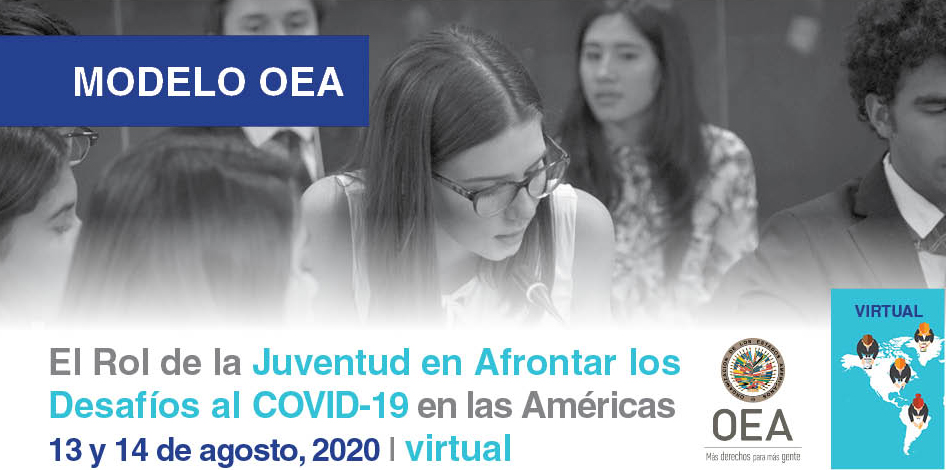 MODELO OEA
VIRTUAL
El Rol de la Juventud en Afrontar los
Desafíos al COVID-19 en las Américas
13 y 14 de agosto, 2020 | virtual
OEA
Más derechos para más gente